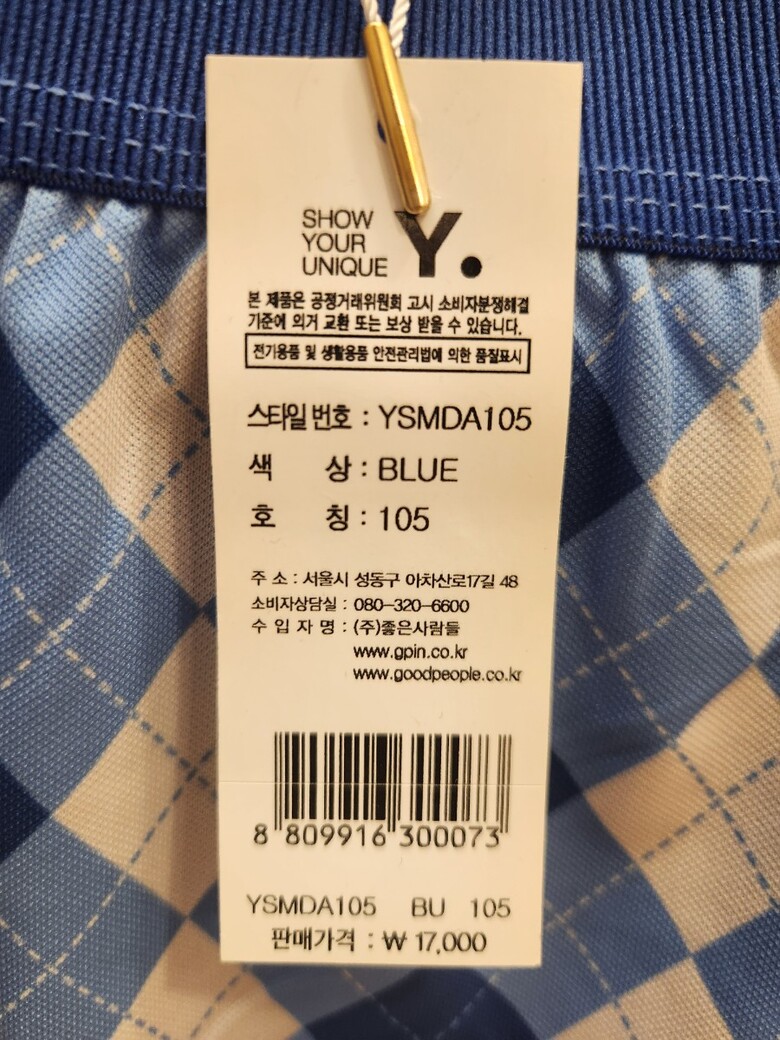 SHOW
YOUR
UNIQUE
Y.
본 제품은 공정거래위원회 고시 소비자분쟁해결
기준에 의거 교환 또는 보상 받을 수 있습니다.
전기용품 및 생활용품 안전관리법에 의한 품질표시
스타일 번호 : YSMDA105
색 상 : BLUE
호 칭 : 105
주 소 : 서울시 성동구 아차산로17길 48
소비자상담실 : 080-320-6600
수 입 자 명 : (주)좋은사람들
www.gpin.co.kr
www.goodpeople.co.kr
8 809916 300073
YSMDA105 BU 105
판매가격 : ₩ 17,000